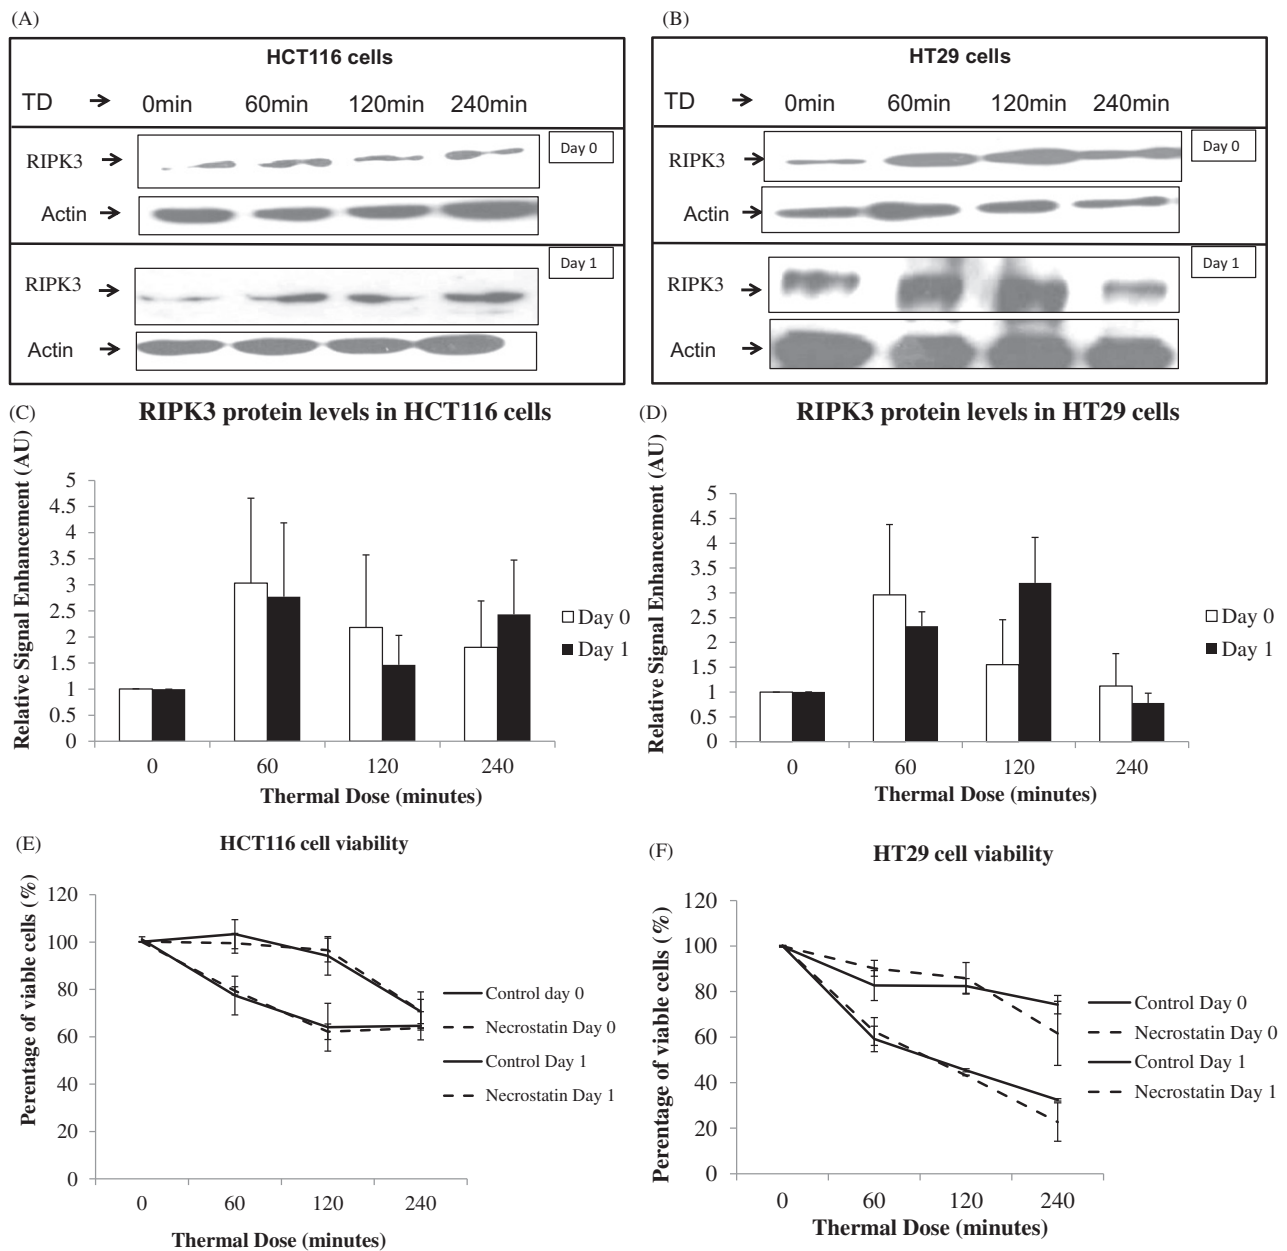 (A)
HCT116 cells
TD 0min 60min 120min 240min
RIPK3
Day 0
Actin
RIPK3
Day 1
Actin
(B)
HT29 cells
TD 0min 60min 120min 240min
RIPK3
Day 0
Actin
RIPK3
Day 1
Actin
(C)
RIPK3 protein levels in HCT116 cells
Relative Signal Enhancement (AU)
5
4.5
4
3.5
3
2.5
2
1.5
1
0.5
0
0 60 120 240
Thermal Dose (minutes)
Day 0
Day 1
(D)
RIPK3 protein levels in HT29 cells
Relative Signal Enhancement (AU)
5
4.5
4
3.5
3
2.5
2
1.5
1
0.5
0
0 60 120 240
Thermal Dose (minutes)
Day 0
Day 1
(E)
HCT116 cell viability
Perentage of viable cells (%)
120
100
80
60
40
20
0
0 60 120 240
Thermal Dose (minutes)
Control day 0
Necrostatin Day 0
Control Day 1
Necrostatin Day 1
(F)
HT29 cell viability
Perentage of viable cells (%)
120
100
80
60
40
20
0
0 60 120 240
Thermal Dose (minutes)
Control Day 0
Necrostatin Day 0
Control Day 1
Necrostatin Day 1